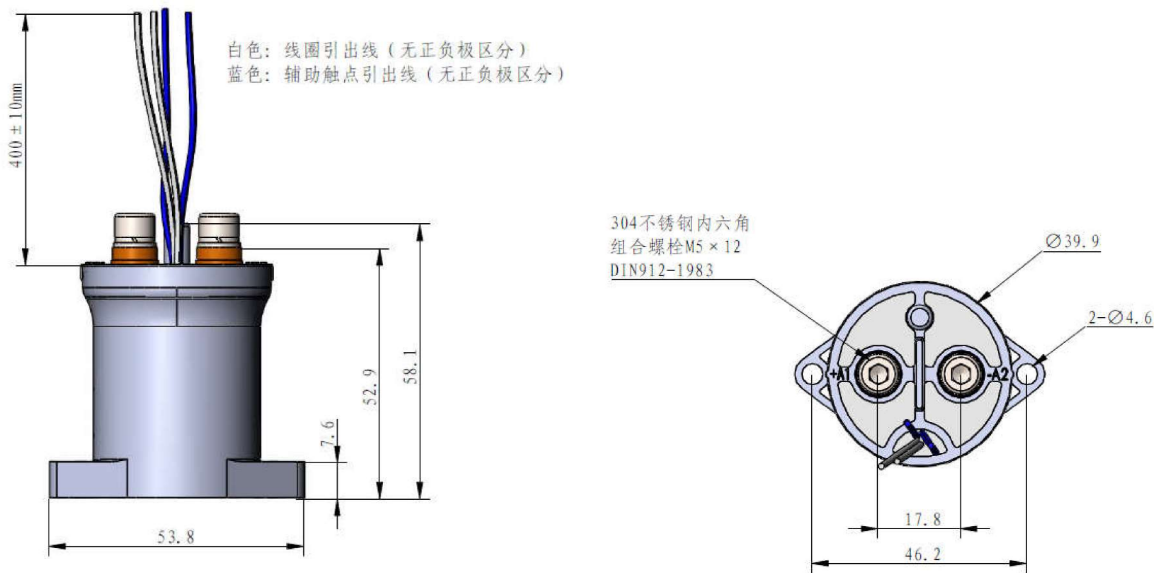 白色: 线圈引出线（无正负极区分）
蓝色: 辅助触点引出线（无正负极区分）
400±10mm
58.1
52.9
7.6
53.8
304不锈钢内六角
组合螺栓M5×12
DIN912-1983
∅39.9
2-∅4.6
+A1
-A2
17.8
46.2